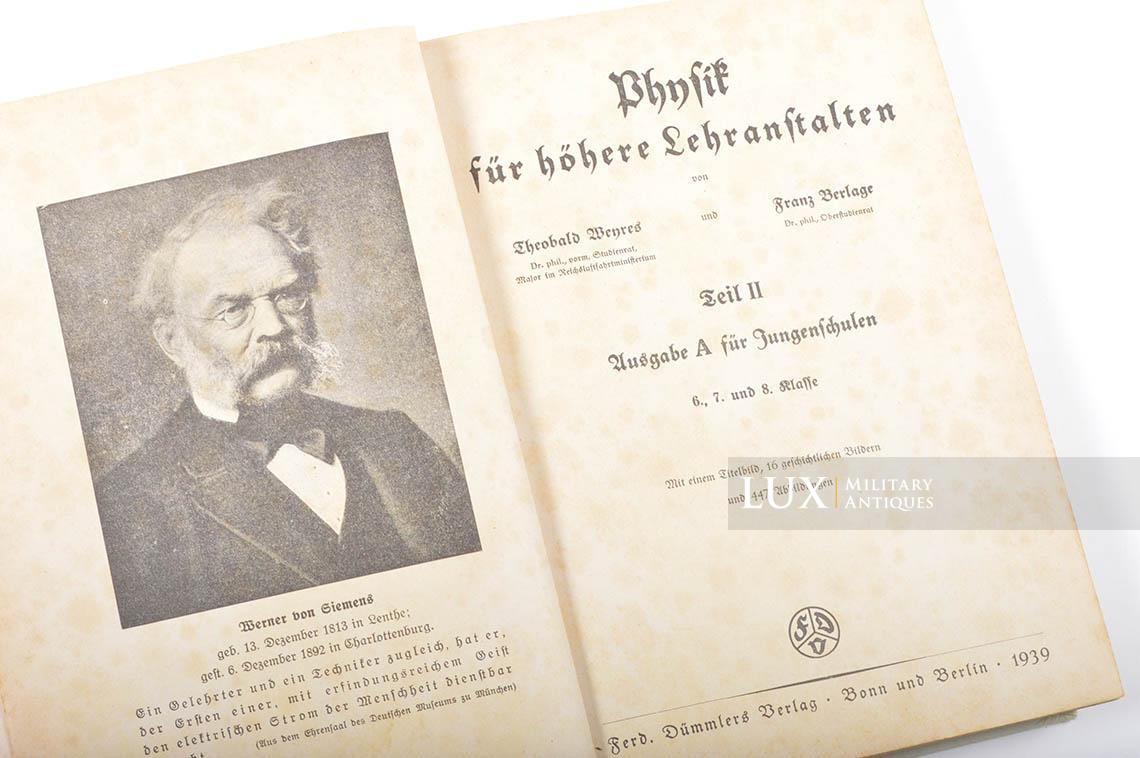 Werner von Siemens
geb. 13. Dezember 1813 in Lenthe;
gest. 6. Dezember 1892 in Charlottenburg.
Ein Gelehrter und ein Techniker zugleich, hat er,
der Ersten einer, mit erfindungsreichem Geist
den elektrischen Strom der Menschheit dienstbar
(Aus dem Ehrensaal des Deutschen Museums zu München)
Physik
für höhere Lehranstalten
von
Theobald Weyres
Dr. phil., vorm. Studienrat,
Major im Reichsluftfahrtministerium
und
Franz Berlage
Dr. phil., Oberstudienrat
Teil II
Ausgabe A für Jungenschulen
6., 7. und 8. Klasse
Mit einem Titelbild, 16 geschichtlichen Bildern
und 447 Abbildungen
LUX MILITARY ANTIQUES
F D V
Ferd. Dümmlers Verlag · Bonn und Berlin · 1939